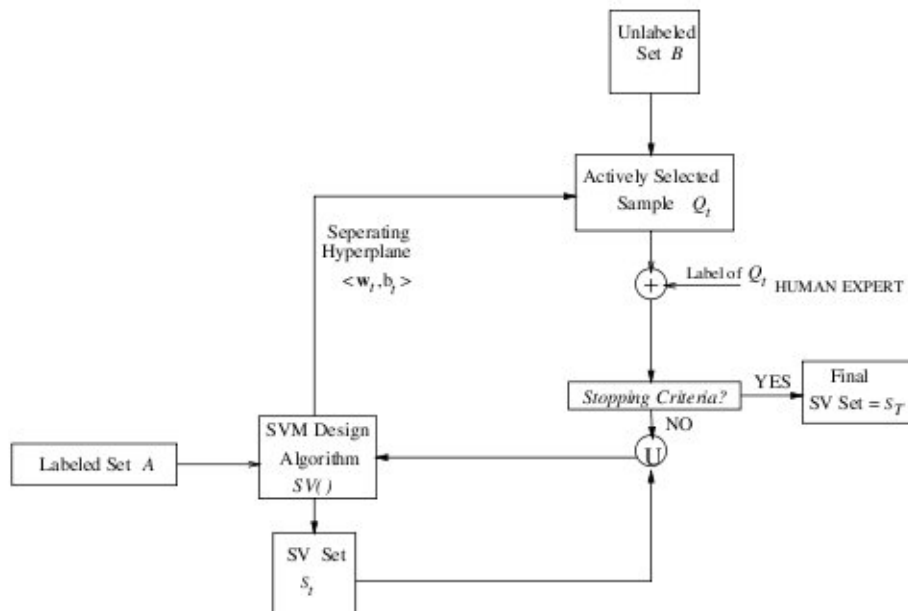 Unlabeled
Set B
Actively Selected
Sample Q_t
Seperating
Hyperplane
< w_t , b_t >
+
Label of Q_t
HUMAN EXPERT
Stopping Criteria?
YES
Final
SV Set = S_T
NO
U
SVM Design
Algorithm
SV( )
Labeled Set A
SV Set
S_t